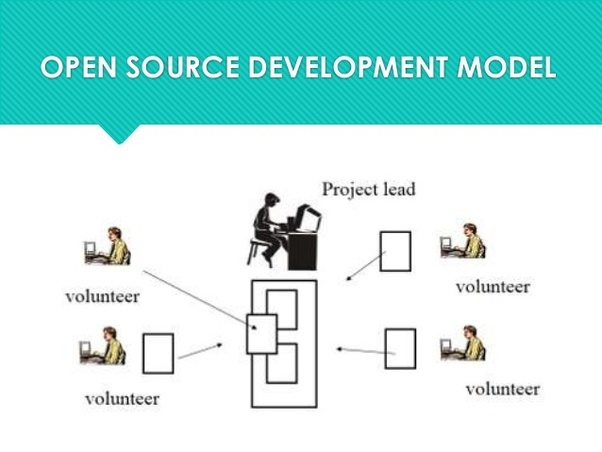 OPEN SOURCE DEVELOPMENT MODEL
Project lead
volunteer
volunteer
volunteer
volunteer